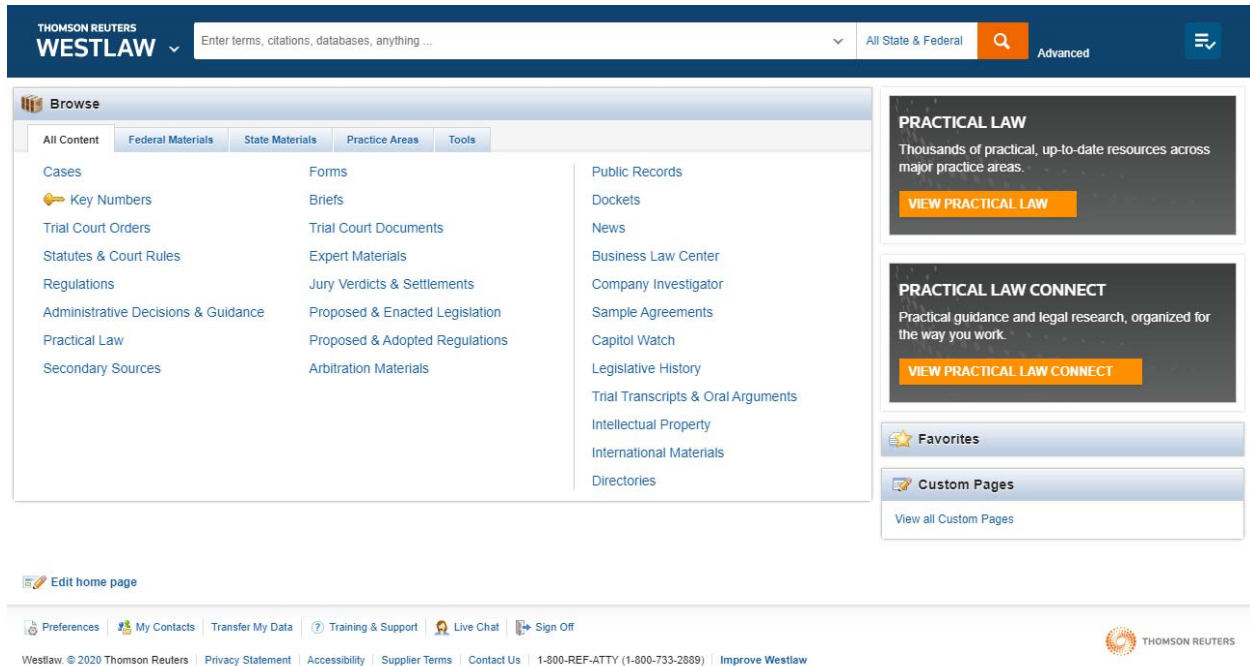 THOMSON REUTERS
WESTLAW
Enter terms, citations, databases, anything ...
All State & Federal
Advanced
Browse
All Content
Federal Materials
State Materials
Practice Areas
Tools
Cases
Key Numbers
Trial Court Orders
Statutes & Court Rules
Regulations
Administrative Decisions & Guidance
Practical Law
Secondary Sources
Forms
Briefs
Trial Court Documents
Expert Materials
Jury Verdicts & Settlements
Proposed & Enacted Legislation
Proposed & Adopted Regulations
Arbitration Materials
Public Records
Dockets
News
Business Law Center
Company Investigator
Sample Agreements
Capitol Watch
Legislative History
Trial Transcripts & Oral Arguments
Intellectual Property
International Materials
Directories
PRACTICAL LAW
Thousands of practical, up-to-date resources across
major practice areas.
VIEW PRACTICAL LAW
PRACTICAL LAW CONNECT
Practical guidance and legal research, organized for
the way you work.
VIEW PRACTICAL LAW CONNECT
Favorites
Custom Pages
View all Custom Pages
Edit home page
Preferences
My Contacts
Transfer My Data
? Training & Support
Live Chat
Sign Off
Westlaw. © 2020 Thomson Reuters
Privacy Statement
Accessibility
Supplier Terms
Contact Us
1-800-REF-ATTY (1-800-733-2889)
Improve Westlaw
THOMSON REUTERS